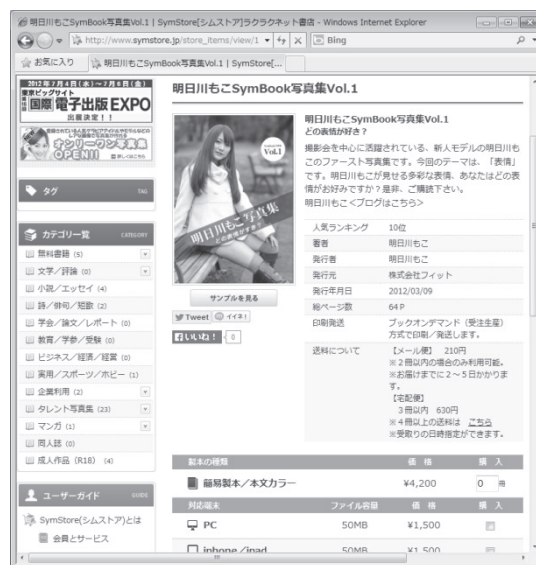 明日川もこSymBook写真集Vol.1 | SymStore[シムストア]ラクラクネット書店 - Windows Internet Explorer
http://www.symstore.jp/store_items/view/1
Bing
お気に入り
明日川もこSymBook写真集Vol.1 | SymStore[シ...
2012年7月4日(水)~7月6日(金)
東京ビッグサイト
国際電子出版EXPO
出展決定!!
オンリーワン写真集
OPEN!!
詳しくはこちら
タグ
TAG
カテゴリ一覧
CATEGORY
無料書籍 (5)
文学/評論 (0)
小説/エッセイ (4)
詩/俳句/短歌 (2)
学会/論文/レポート (0)
教育/学参/受験 (0)
ビジネス/経済/経営 (0)
実用/スポーツ/ホビー (1)
企業利用 (2)
タレント写真集 (23)
マンガ (1)
同人誌 (0)
成人作品 (R18) (4)
ユーザーガイド
GUIDE
SymStore(シムストア)とは
会員とサービス
明日川もこSymBook写真集Vol.1
Vol.1
明日川もこ写真集
どの表情がすき?
サンプルを見る
Tweet
イイネ!
いいね!
0
明日川もこSymBook写真集Vol.1
どの表情が好き?
撮影会を中心に活躍されている、新人モデルの明日川も
このファースト写真集です。今回のテーマは、「表情」
です。明日川もこが見せる多彩な表情、あなたはどの表
情がお好みですか?是非、ご購読下さい。
明日川もこ<ブログはこちら>
人気ランキング 10位
著者 明日川もこ
発行者 明日川もこ
発行元 株式会社フィット
発行年月日 2012/03/09
総ページ数 64P
印刷発送 ブックオンデマンド(受注生産)
方式で印刷/発送します。
送料について 【メール便】 210円
※2冊以内の場合のみ利用可能。
※お届けまでに2~5日かかりま
す。
【宅配便】
3冊以内 630円
※4冊以上の送料は こちら
※受取りの日時指定ができます。
製本の種類 価 格 購 入
簡易製本/本文カラー ¥4,200 0 冊
対応端末 ファイル容量 価 格 購 入
PC 50MB ¥1,500
iphone/ipad 50MB ¥1,500